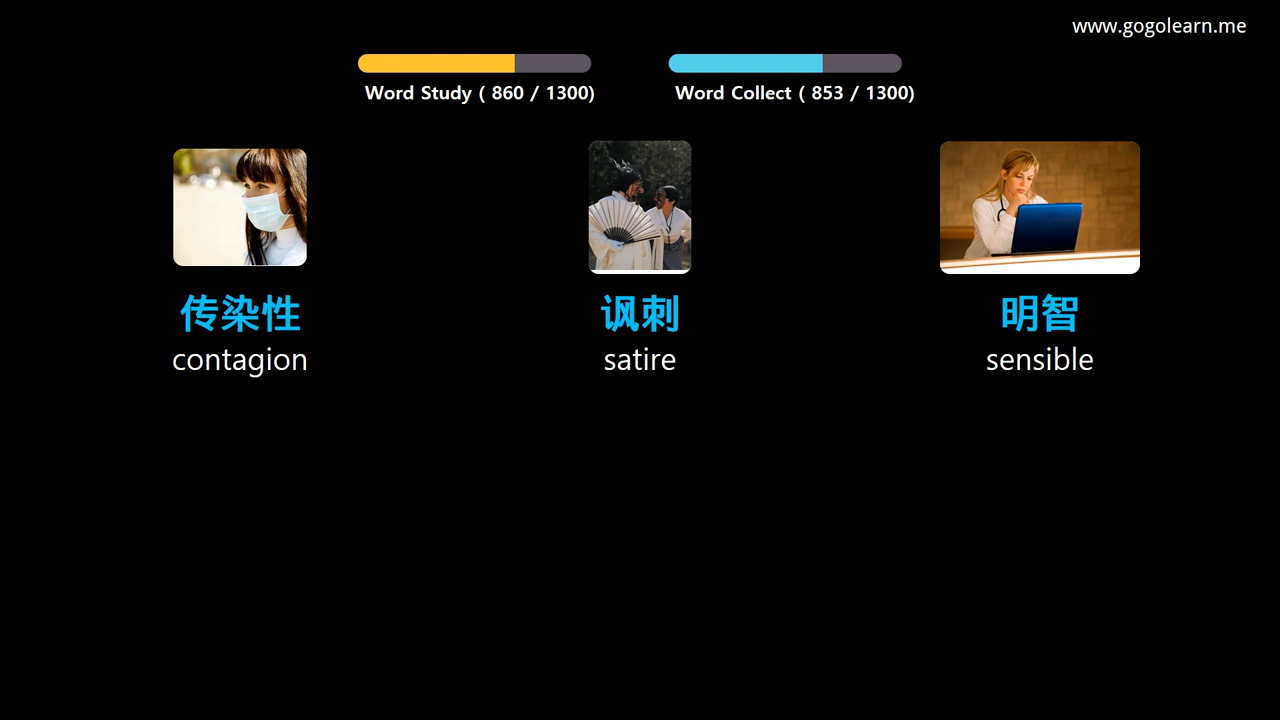 www.gogolearn.me
Word Study ( 860 / 1300)
Word Collect ( 853 / 1300)
传染性
讽刺
明智
contagion
satire
sensible